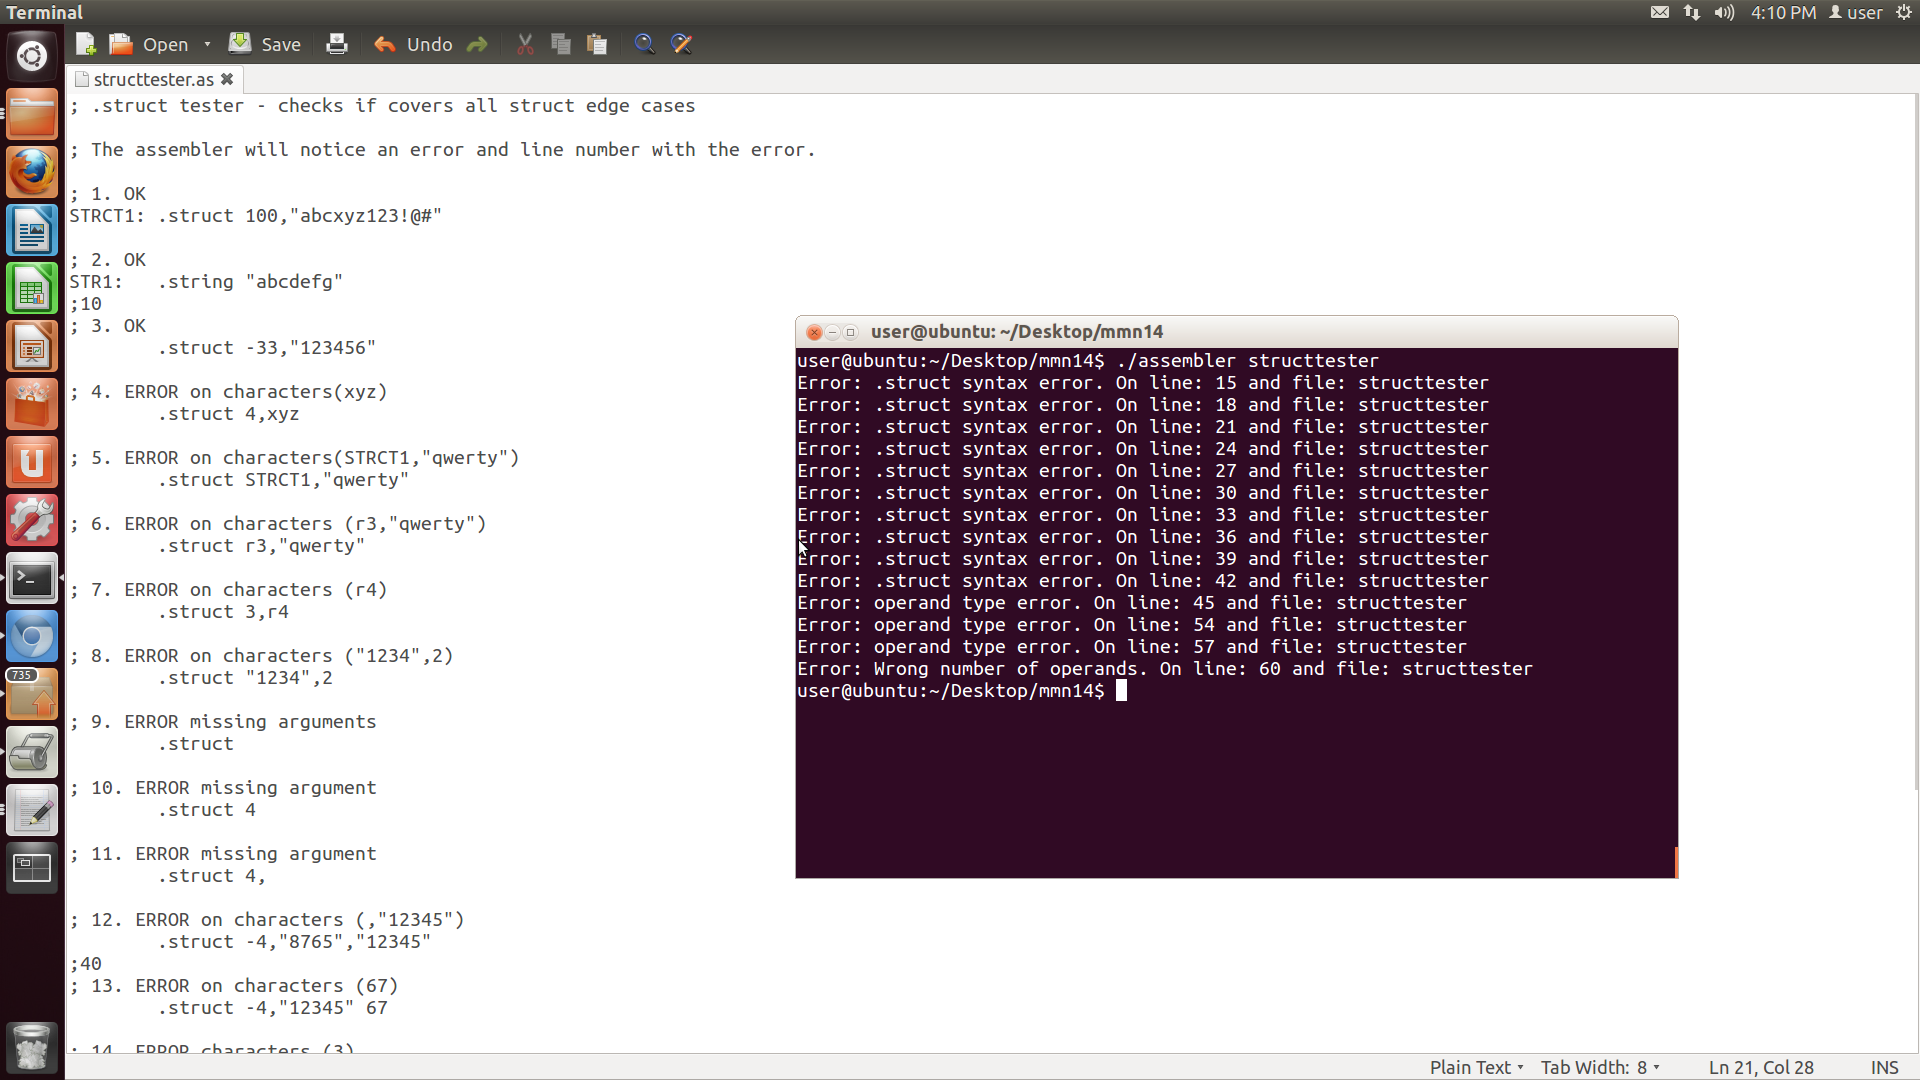 Terminal
4:10 PM user
Open Save Undo
structtester.as
; .struct tester - checks if covers all struct edge cases
; The assembler will notice an error and line number with the error.
; 1. OK
STRCT1: .struct 100,"abcxyz123!@#"
; 2. OK
STR1:   .string "abcdefg"
;10
; 3. OK
        .struct -33,"123456"
; 4. ERROR on characters(xyz)
        .struct 4,xyz
; 5. ERROR on characters(STRCT1,"qwerty")
        .struct STRCT1,"qwerty"
; 6. ERROR on characters (r3,"qwerty")
        .struct r3,"qwerty"
; 7. ERROR on characters (r4)
        .struct 3,r4
; 8. ERROR on characters ("1234",2)
        .struct "1234",2
; 9. ERROR missing arguments
        .struct
; 10. ERROR missing argument
        .struct 4
; 11. ERROR missing argument
        .struct 4,
; 12. ERROR on characters (,"12345")
        .struct -4,"8765","12345"
;40
; 13. ERROR on characters (67)
        .struct -4,"12345" 67
; 14. ERROR characters (3)
user@ubuntu: ~/Desktop/mmn14
user@ubuntu:~/Desktop/mmn14$ ./assembler structtester
Error: .struct syntax error. On line: 15 and file: structtester
Error: .struct syntax error. On line: 18 and file: structtester
Error: .struct syntax error. On line: 21 and file: structtester
Error: .struct syntax error. On line: 24 and file: structtester
Error: .struct syntax error. On line: 27 and file: structtester
Error: .struct syntax error. On line: 30 and file: structtester
Error: .struct syntax error. On line: 33 and file: structtester
Error: .struct syntax error. On line: 36 and file: structtester
Error: .struct syntax error. On line: 39 and file: structtester
Error: .struct syntax error. On line: 42 and file: structtester
Error: operand type error. On line: 45 and file: structtester
Error: operand type error. On line: 54 and file: structtester
Error: operand type error. On line: 57 and file: structtester
Error: Wrong number of operands. On line: 60 and file: structtester
user@ubuntu:~/Desktop/mmn14$
735
Plain Text Tab Width: 8 Ln 21, Col 28 INS